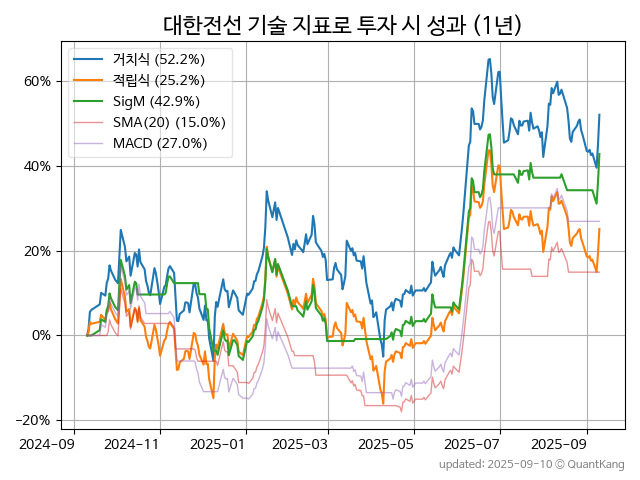 대한전선 기술 지표로 투자 시 성과 (1년)
거치식 (52.2%)
적립식 (25.2%)
SigM (42.9%)
SMA(20) (15.0%)
MACD (27.0%)
60%
40%
20%
0%
−20%
2024-09 2024-11 2025-01 2025-03 2025-05 2025-07 2025-09
updated: 2025-09-10 © QuantKang